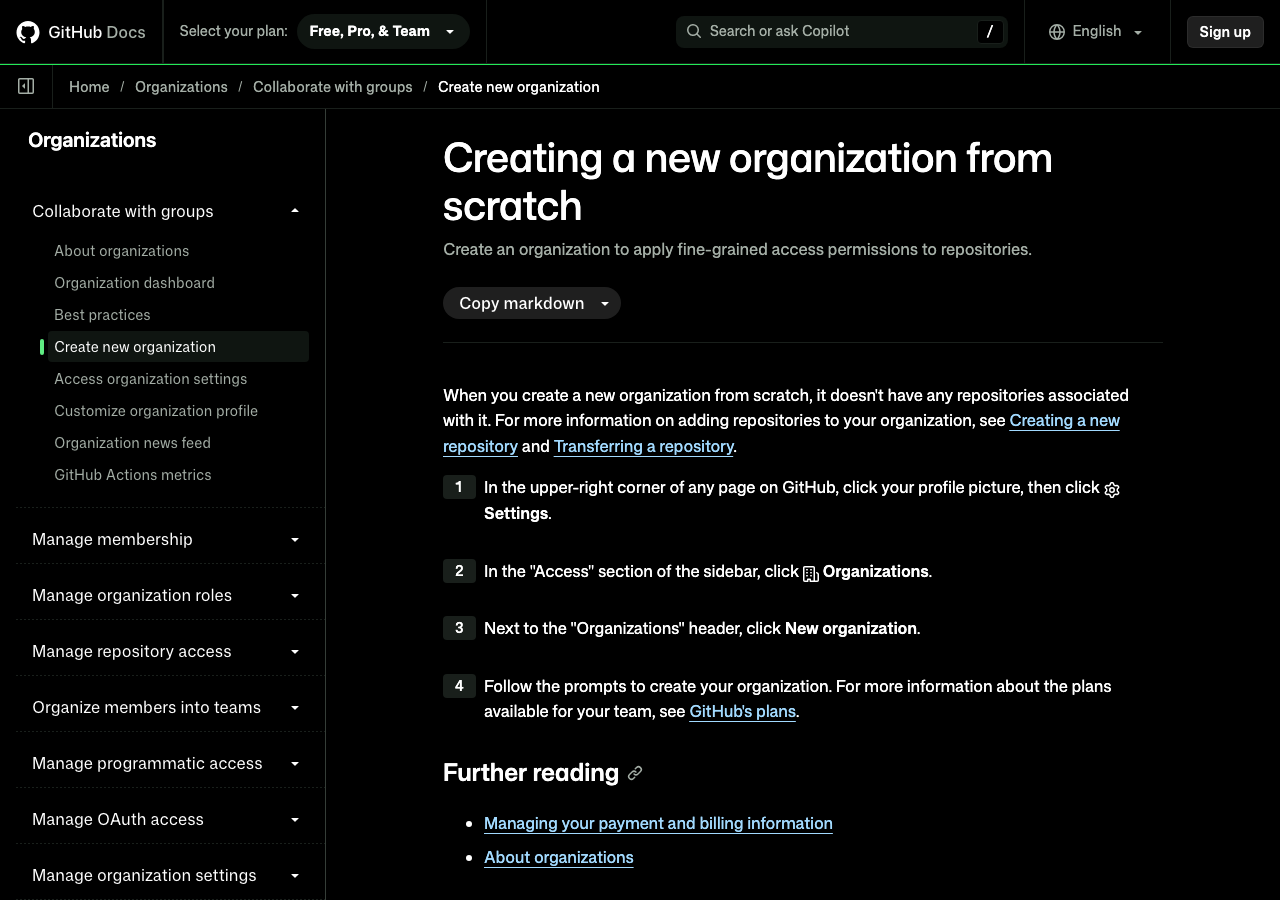 GitHub Docs
Select your plan: Free, Pro, & Team
Search or ask Copilot /
English
Sign up
Home / Organizations / Collaborate with groups / Create new organization
Organizations
Collaborate with groups
About organizations
Organization dashboard
Best practices
Create new organization
Access organization settings
Customize organization profile
Organization news feed
GitHub Actions metrics
Manage membership
Manage organization roles
Manage repository access
Organize members into teams
Manage programmatic access
Manage OAuth access
Manage organization settings
Creating a new organization from
scratch
Create an organization to apply fine-grained access permissions to repositories.
Copy markdown
When you create a new organization from scratch, it doesn't have any repositories associated
with it. For more information on adding repositories to your organization, see Creating a new
repository and Transferring a repository.
1 In the upper-right corner of any page on GitHub, click your profile picture, then click
Settings.
2 In the "Access" section of the sidebar, click Organizations.
3 Next to the "Organizations" header, click New organization.
4 Follow the prompts to create your organization. For more information about the plans
available for your team, see GitHub's plans.
Further reading
• Managing your payment and billing information
• About organizations